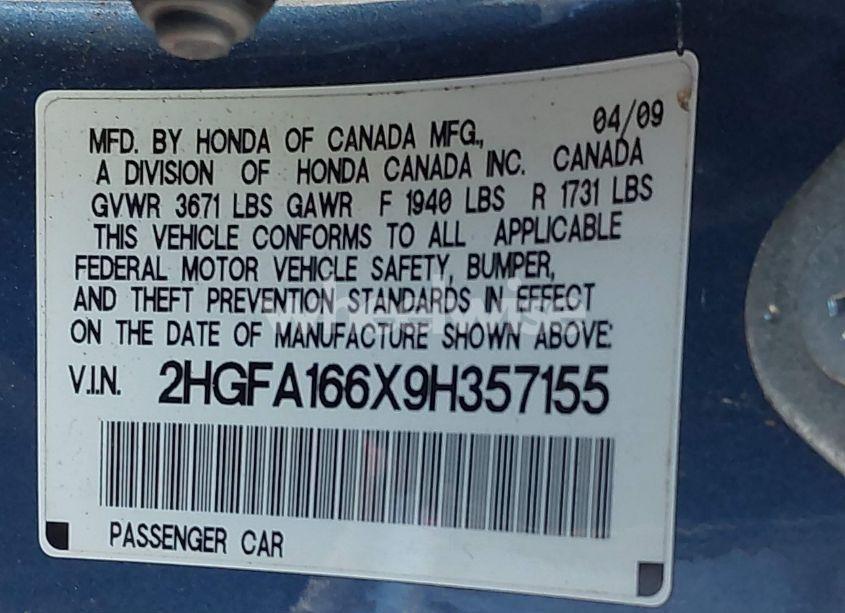 04/09
MFD. BY HONDA OF CANADA MFG.,
A DIVISION OF HONDA CANADA INC. CANADA
GVWR 3671 LBS GAWR F 1940 LBS R 1731 LBS
THIS VEHICLE CONFORMS TO ALL APPLICABLE
FEDERAL MOTOR VEHICLE SAFETY, BUMPER,
AND THEFT PREVENTION STANDARDS IN EFFECT
wheelwise
ON THE DATE OF MANUFACTURE SHOWN ABOVE:
V.I.N. 2HGFA166X9H357155
PASSENGER CAR